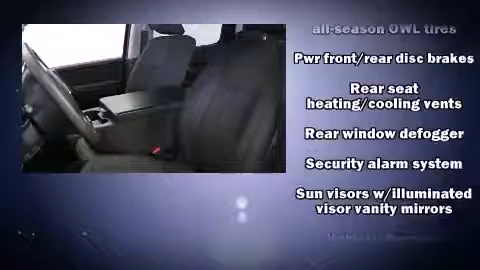 all-season OWL tires
Pwr front/rear disc brakes
Rear seat
heating/cooling vents
Rear window defogger
Security alarm system
Sun visors w/illuminated
visor vanity mirrors